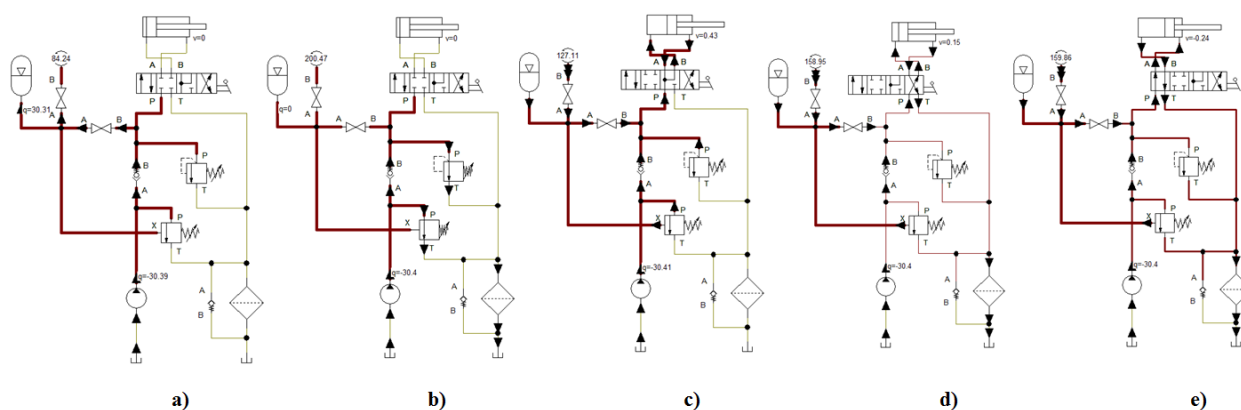 v=0
84.24
B
A B
q=30.31
P T
A
A B
B
P
A
T
P
X
T
q=-30.39
A
B
a)
v=0
200.47
B
A B
q=0
P T
A
A B
B
P
A
T
P
X
T
q=-30.4
A
B
b)
v=0.43
127.11
B
A B
P T
A
A B
B
P
A
T
P
X
T
q=-30.41
A
B
c)
v=0.15
158.95
B
A B
P T
A
A B
B
P
A
T
P
X
T
q=-30.4
A
B
d)
v=-0.24
159.86
B
A B
P T
A
A B
B
P
A
T
P
X
T
q=-30.4
A
B
e)